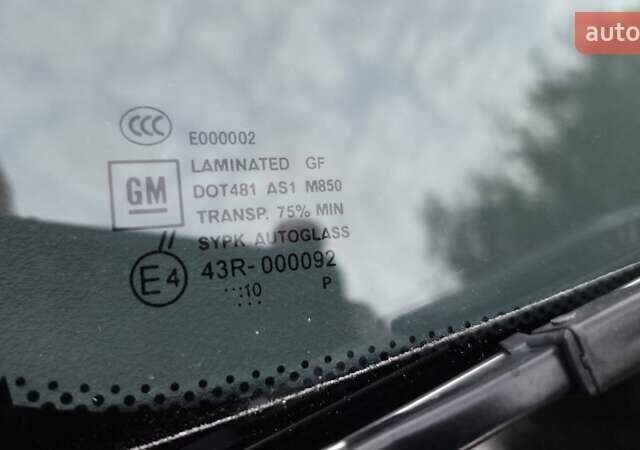 auto
CCC
E000002
GM
LAMINATED GF
DOT481 AS1 M850
TRANSP. 75% MIN
SYPK AUTOGLASS
//
E4
43R-000092
..:10
P